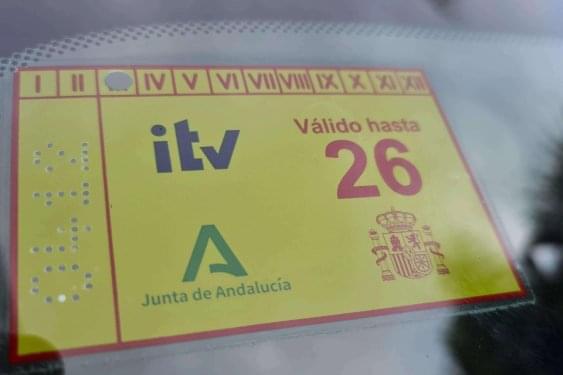 I II IV V VI VII VIII IX X XI XII
itv
Válido hasta
26
Junta de Andalucía